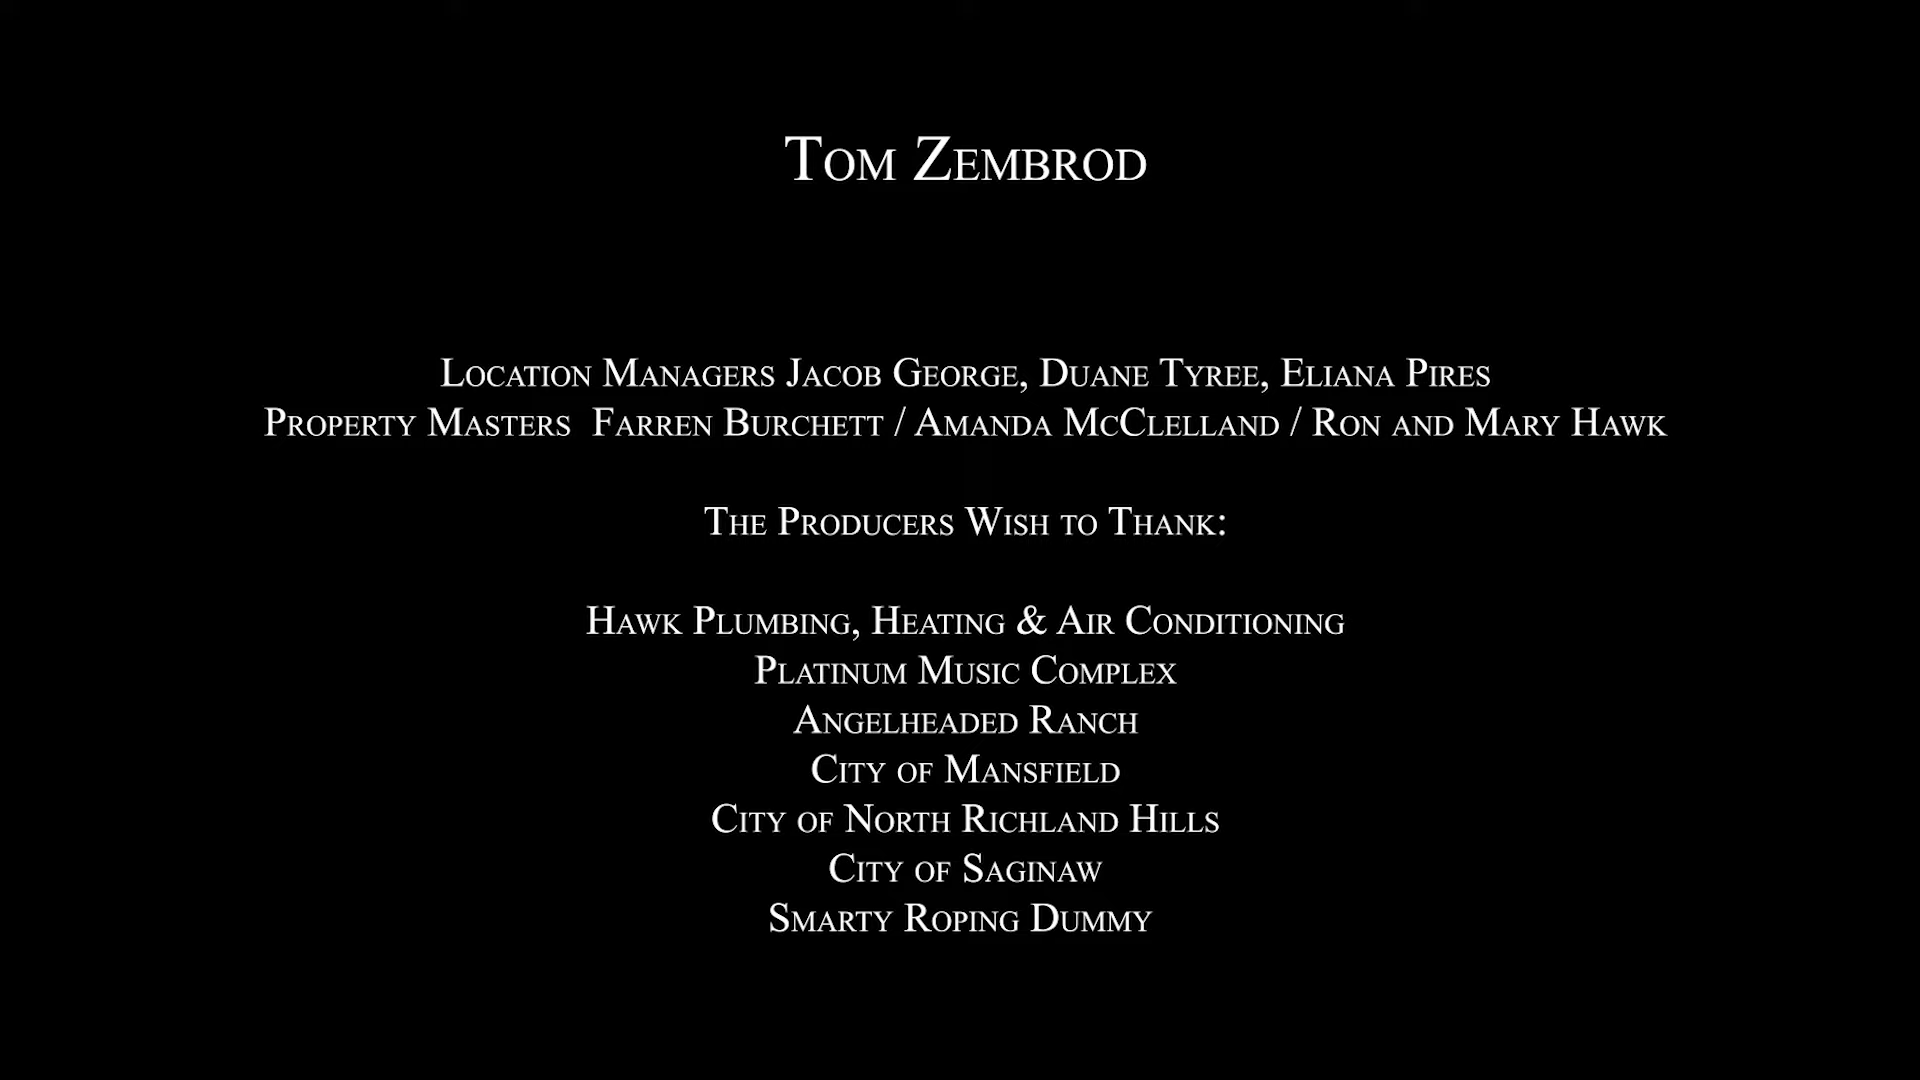 Tom Zembrod
Location Managers Jacob George, Duane Tyree, Eliana Pires
Property Masters  Farren Burchett / Amanda McClelland / Ron and Mary Hawk
The Producers Wish to Thank:
Hawk Plumbing, Heating & Air Conditioning
Platinum Music Complex
Angelheaded Ranch
City of Mansfield
City of North Richland Hills
City of Saginaw
Smarty Roping Dummy